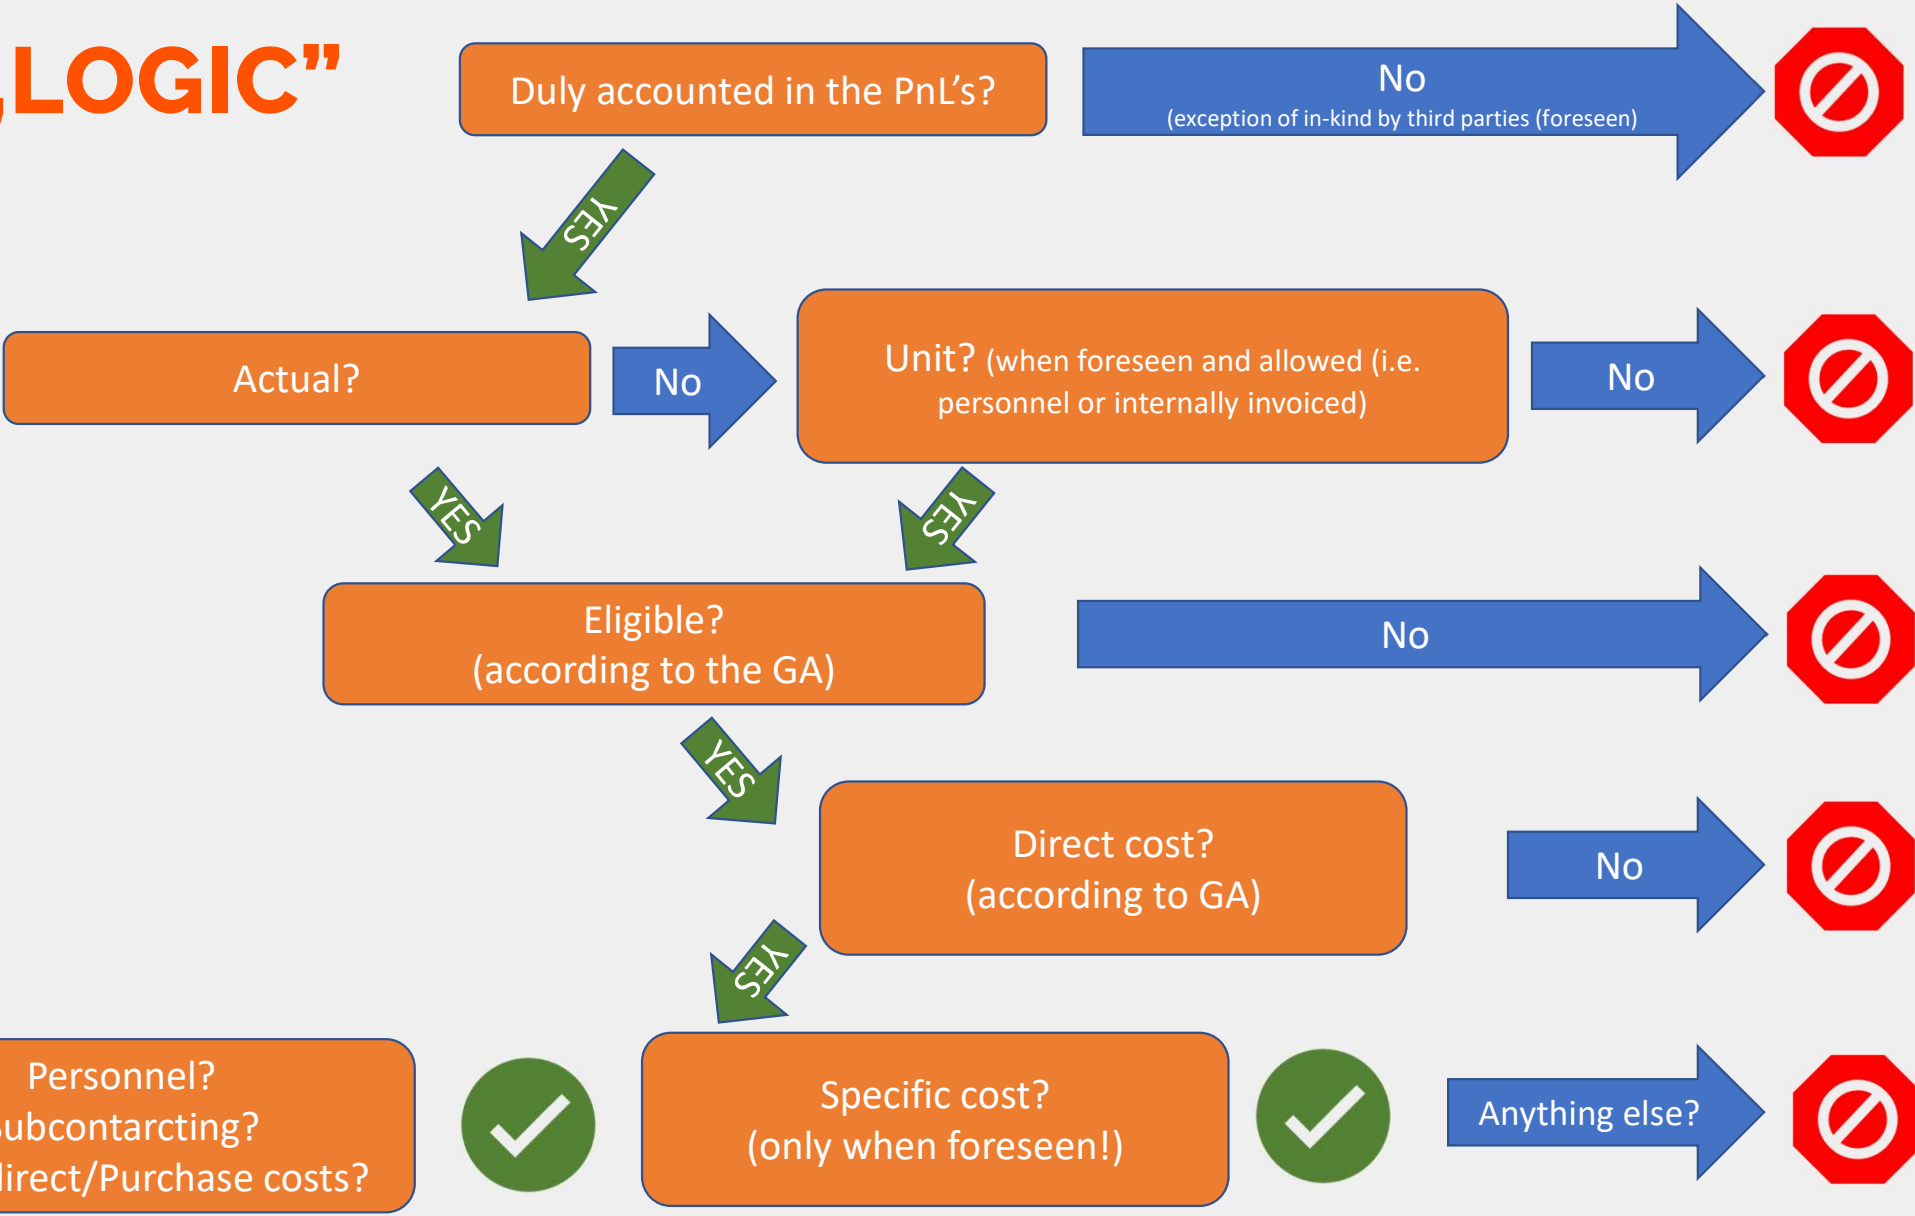 „LOGIC”
Duly accounted in the PnL's?
No
(exception of in-kind by third parties (foreseen)
YES
Actual?
No
Unit? (when foreseen and allowed (i.e.
personnel or internally invoiced)
No
YES
YES
Eligible?
(according to the GA)
No
YES
Direct cost?
(according to GA)
No
YES
Personnel?
ubcontarcting?
irect/Purchase costs?
Specific cost?
(only when foreseen!)
Anything else?